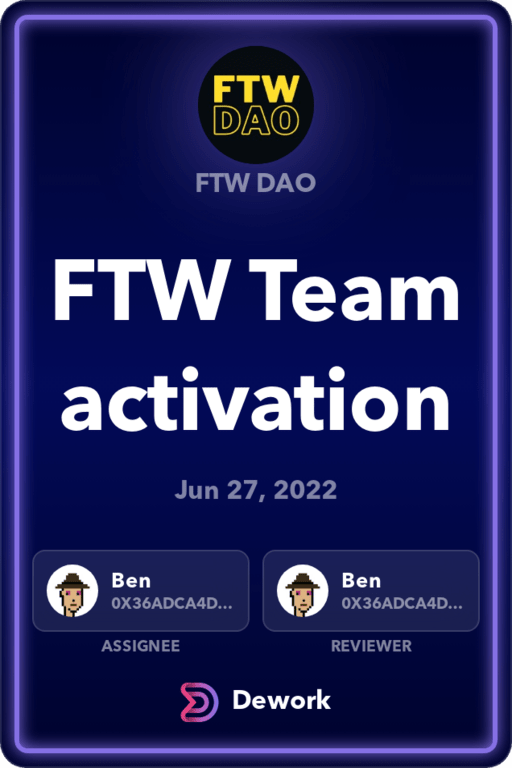 FTW
DAO
FTW DAO
FTW Team
activation
Jun 27, 2022
Ben
0X36ADCA4D...
ASSIGNEE
Ben
0X36ADCA4D...
REVIEWER
Dework